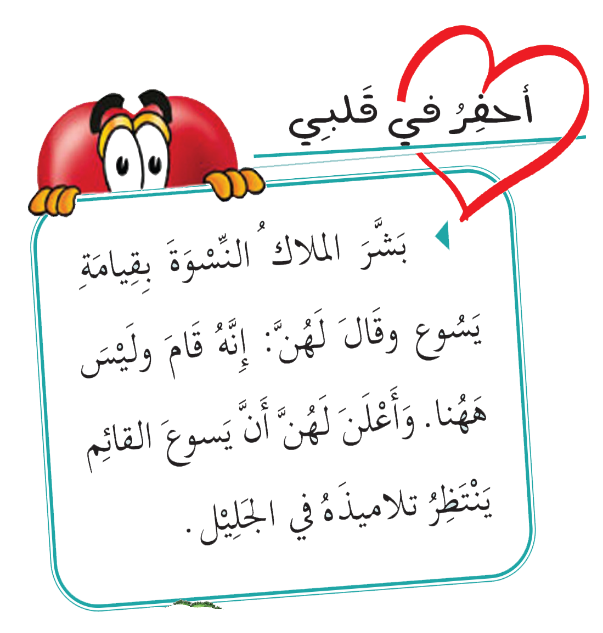 أحفِرُ في قَلبِي
بَشَّرَ الملاكُ النِّسْوَةَ بِقِيامَةِ
يَسُوع وقَالَ لَهُنَّ: إِنَّهُ قَامَ ولَيْسَ
هَهُنا. وَأَعْلَنَ لَهُنَّ أَنَّ يَسوعَ القائِم
يَنْتَظِرُ تلاميذَهُ في الجَلِيْل.